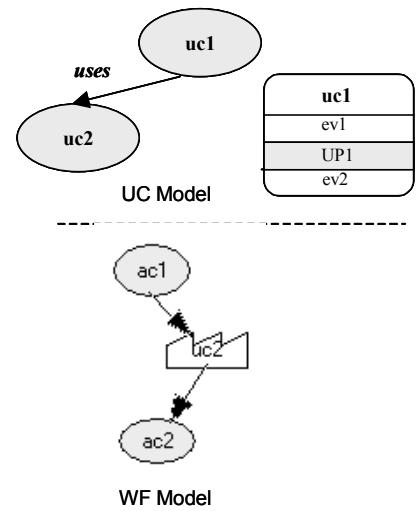 uc1
uses
uc2
uc1
ev1
UP1
ev2
UC Model
ac1
uc2
ac2
WF Model